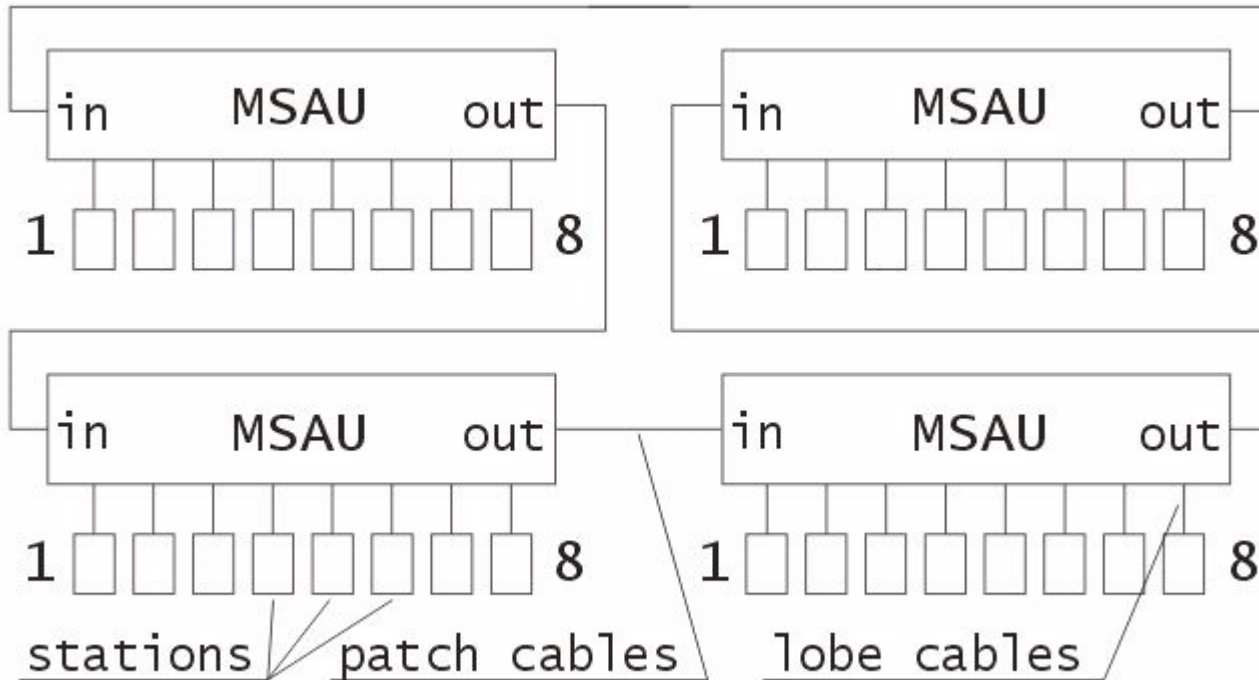 in MSAU out in MSAU out
1 8 1 8
in MSAU out in MSAU out
1 8 1 8
stations patch cables lobe cables